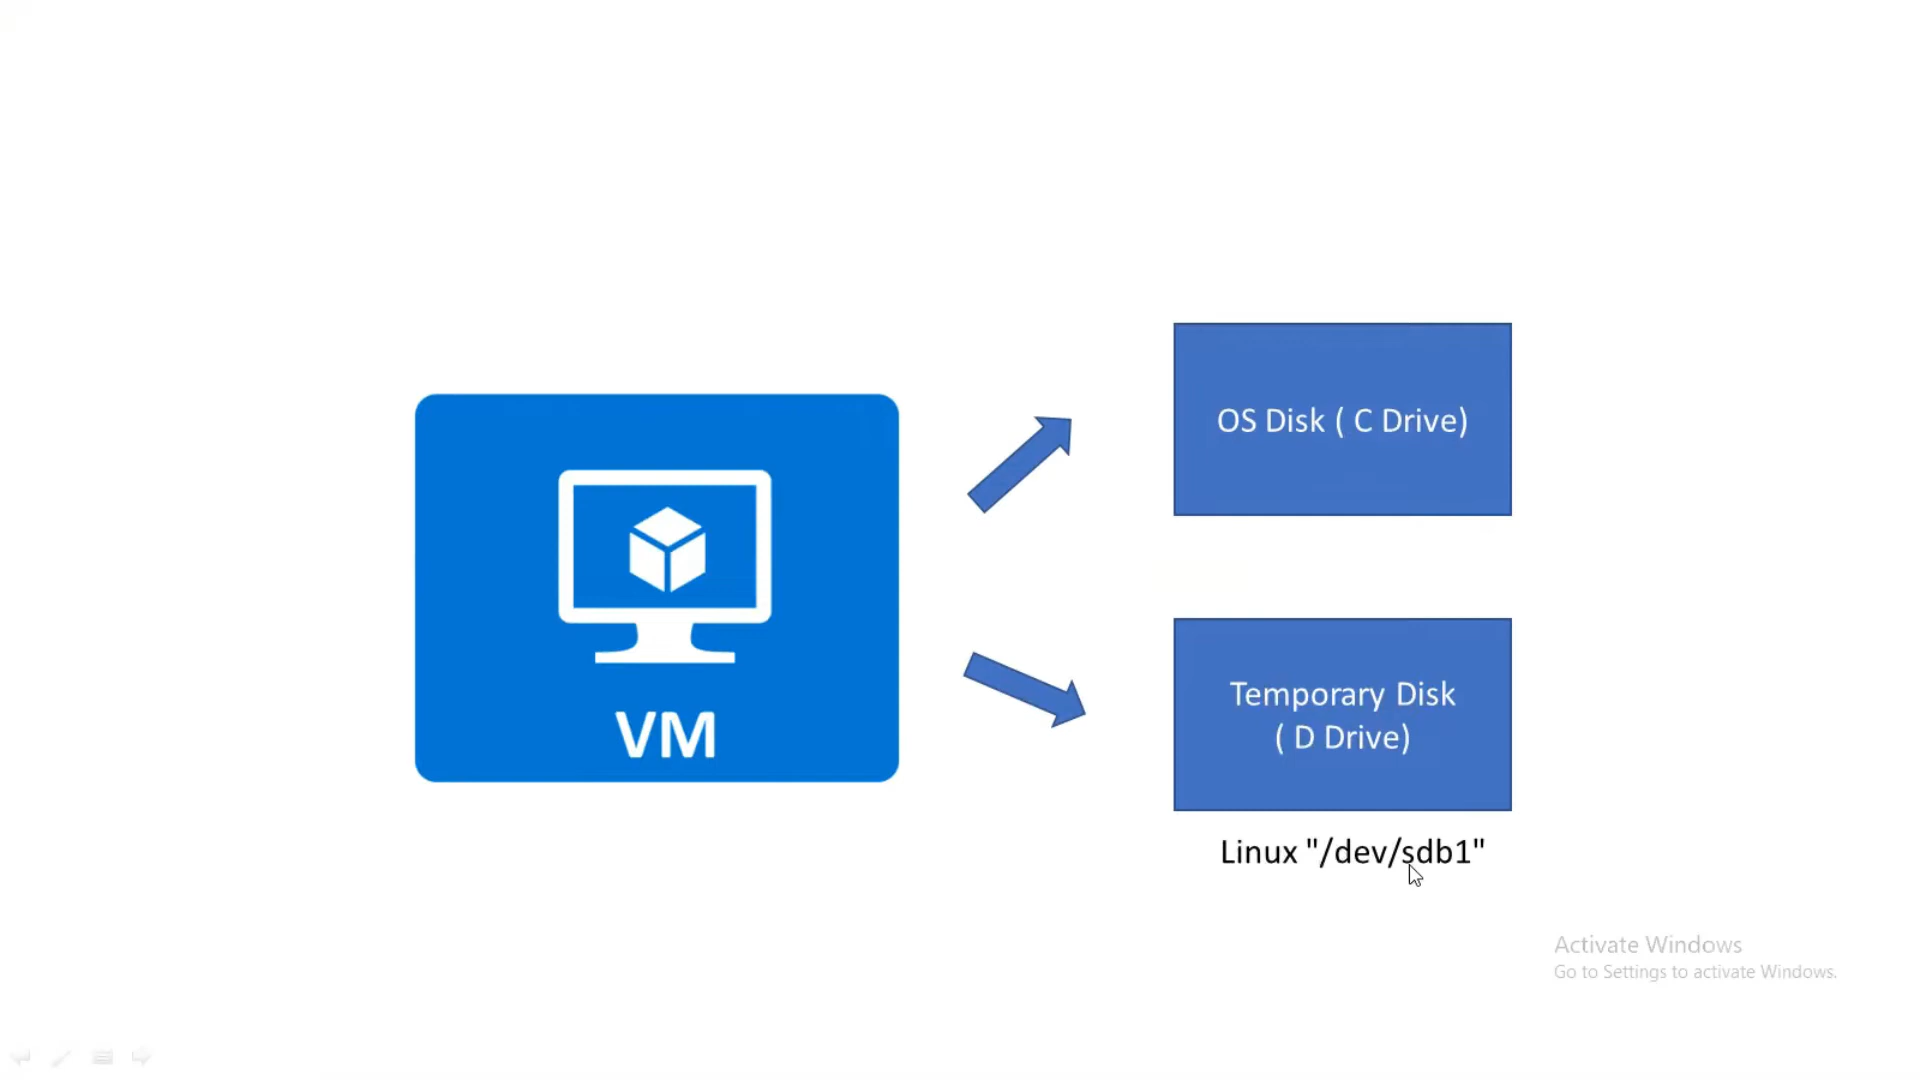 VM
OS Disk ( C Drive)
Temporary Disk
( D Drive)
Linux "/dev/sdb1"
Activate Windows
Go to Settings to activate Windows.